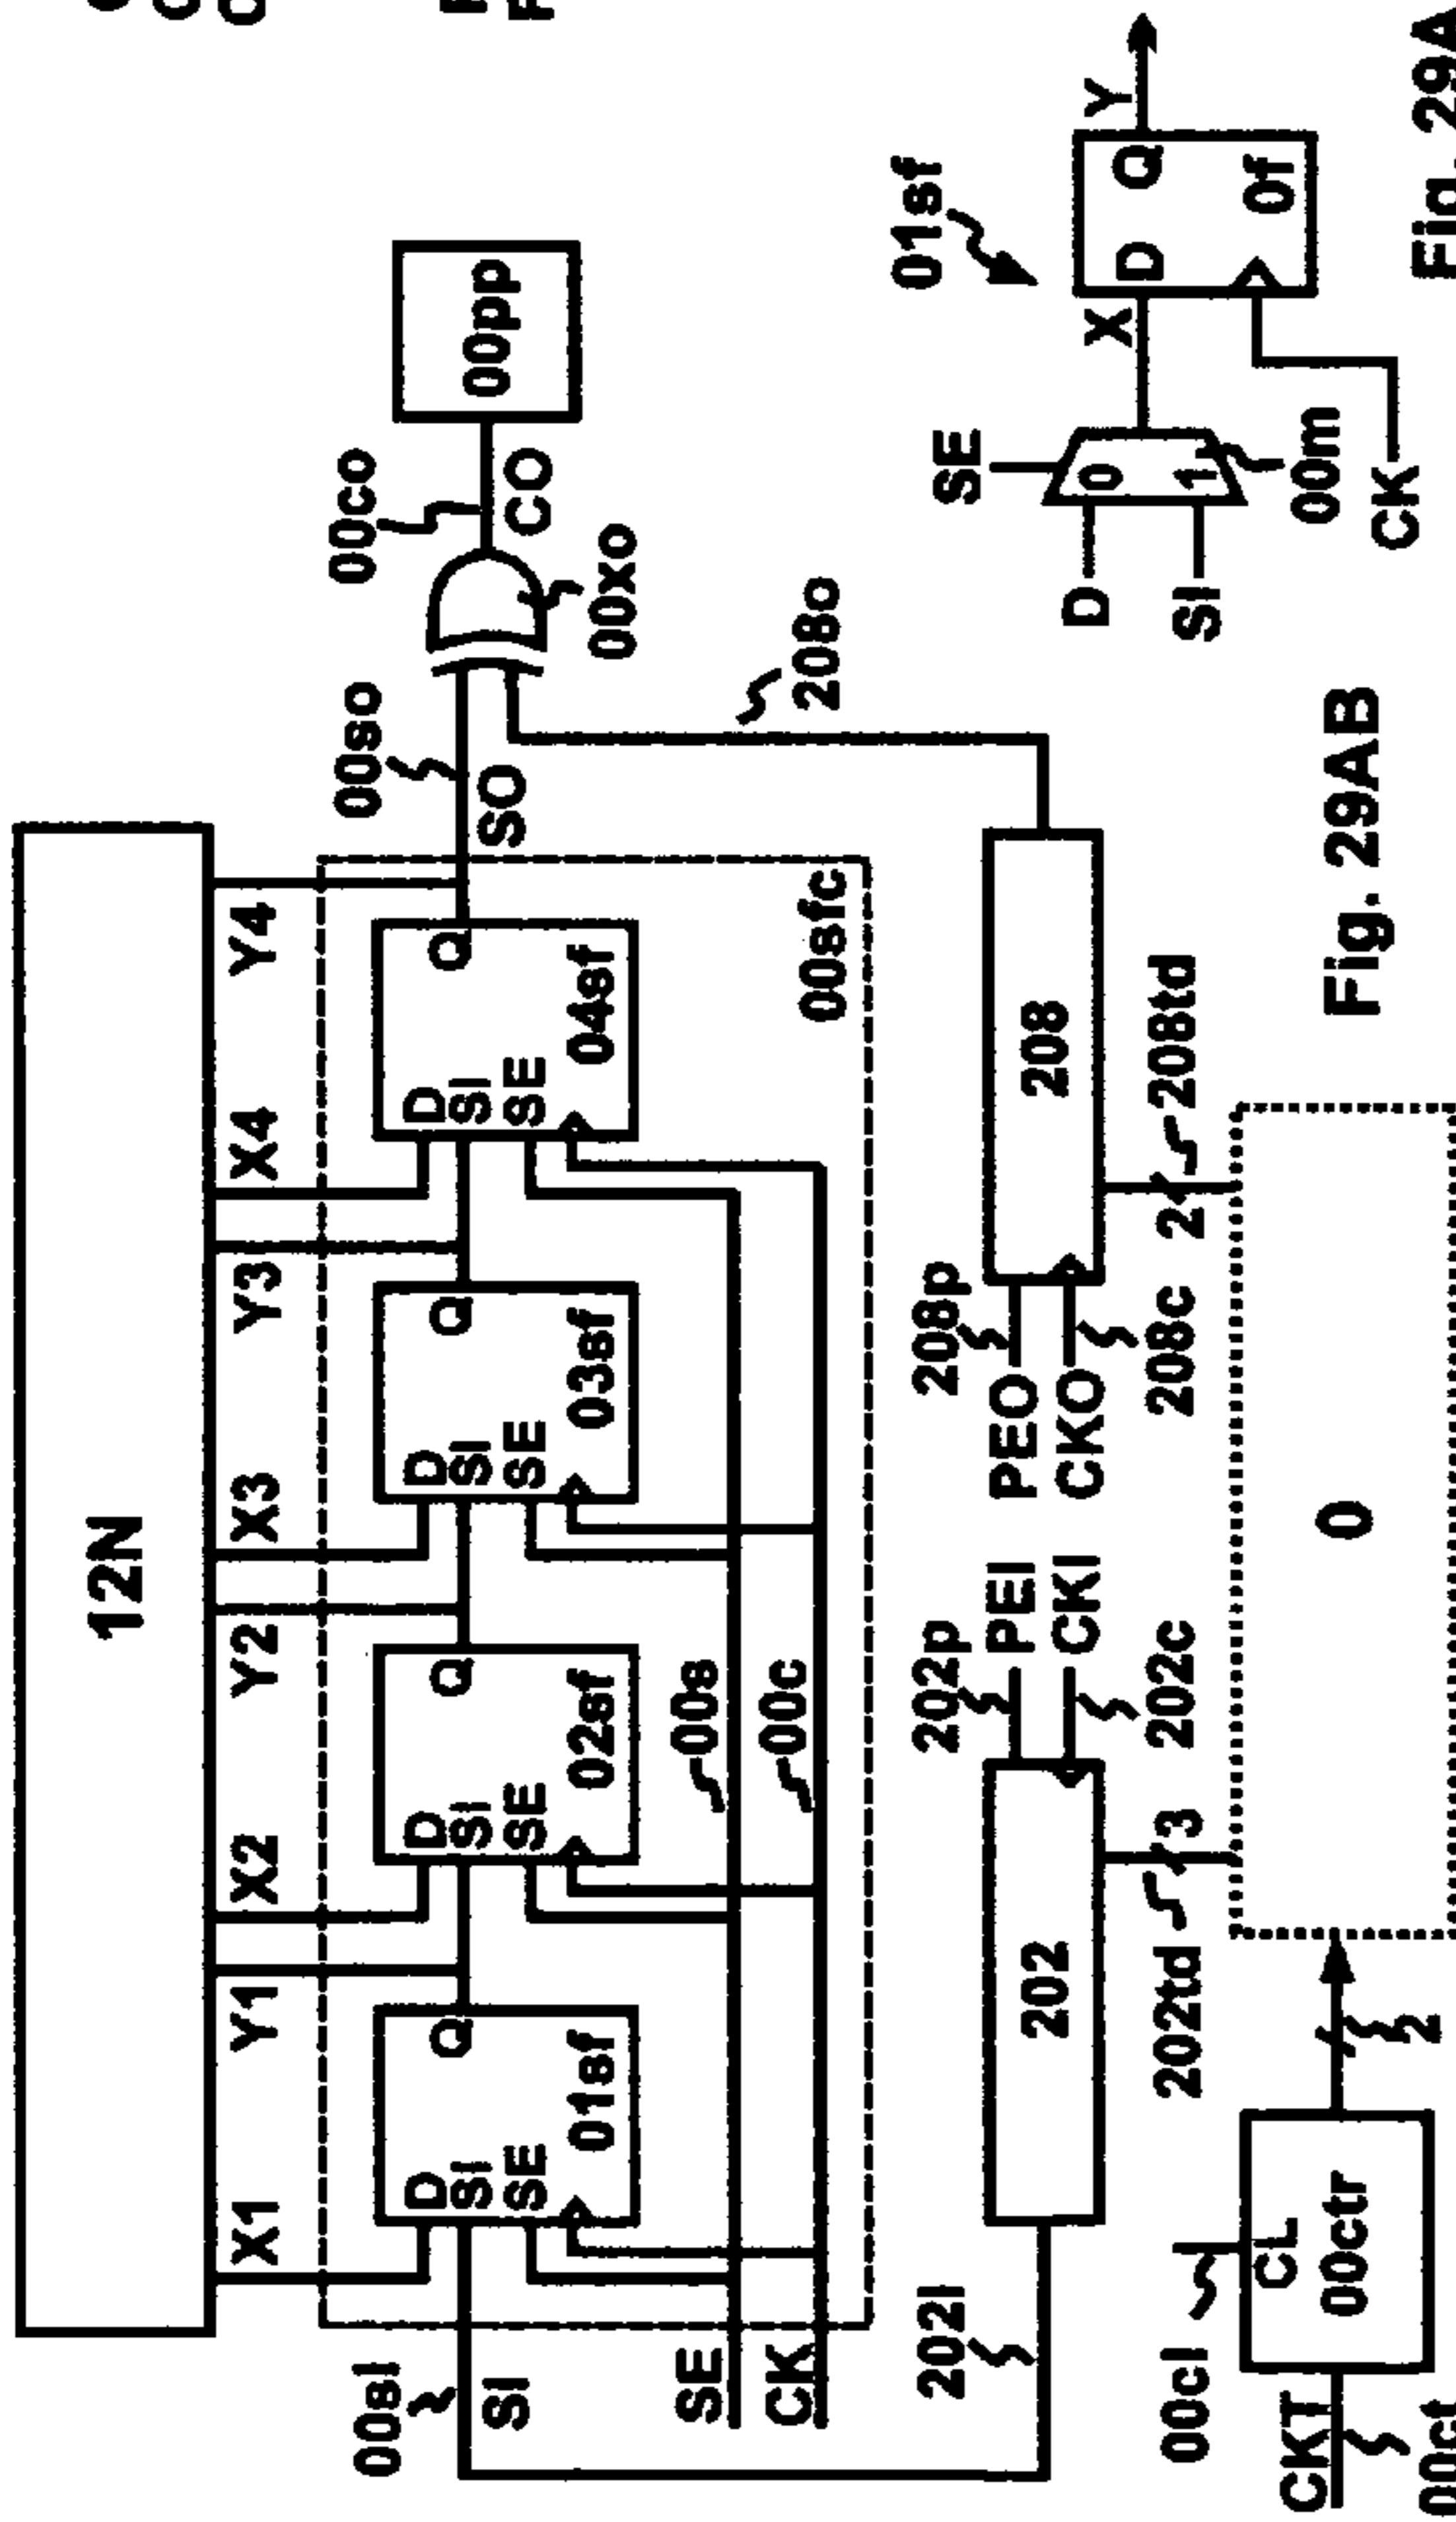 12N
X1
Y1
X2
Y2
X3
Y3
X4
Y4
D
SI
SE
Q
01sf
D
SI
SE
Q
02sf
D
SI
SE
Q
03sf
D
SI
SE
Q
04sf
00si
SI
SE
CK
00s
00c
00sfc
00so
SO
00xo
00co
CO
00pp
202i
202
202p
PEI
CKI
202c
208p
PEO
CKO
208c
208
208o
202td
3
2
208td
00cl
CL
CKT
00ctr
2
0
Fig. 29AB
01sf
SE
D
SI
0
1
00m
CK
X
D
Q
0f
Y